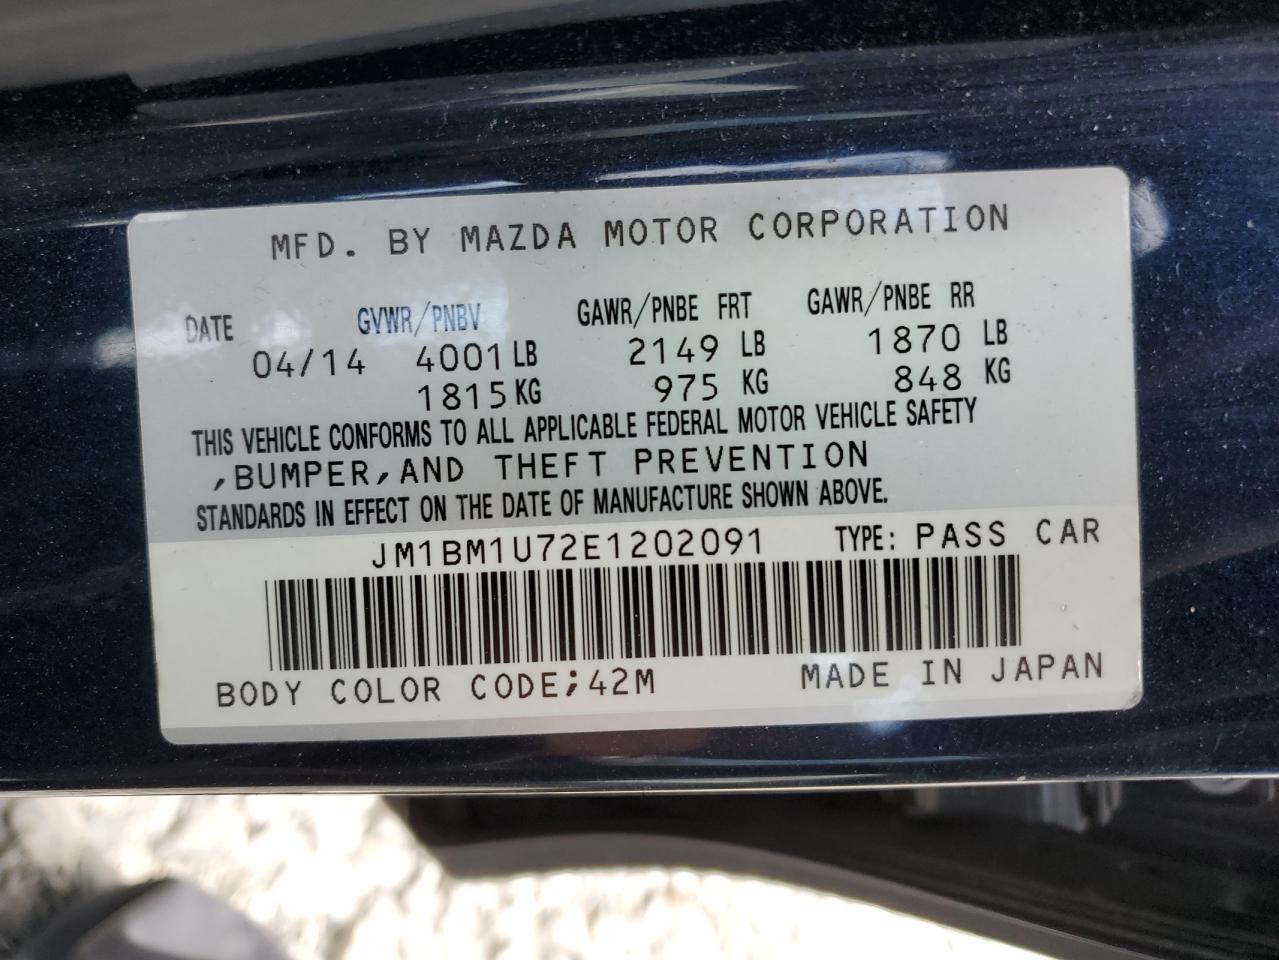 MFD. BY MAZDA MOTOR CORPORATION
DATE GVWR/PNBV GAWR/PNBE FRT GAWR/PNBE RR
04/14 4001 LB 2149 LB 1870 LB
1815 KG 975 KG 848 KG
THIS VEHICLE CONFORMS TO ALL APPLICABLE FEDERAL MOTOR VEHICLE SAFETY
,BUMPER,AND THEFT PREVENTION
STANDARDS IN EFFECT ON THE DATE OF MANUFACTURE SHOWN ABOVE.
JM1BM1U72E1202091 TYPE: PASS CAR
BODY COLOR CODE;42M MADE IN JAPAN